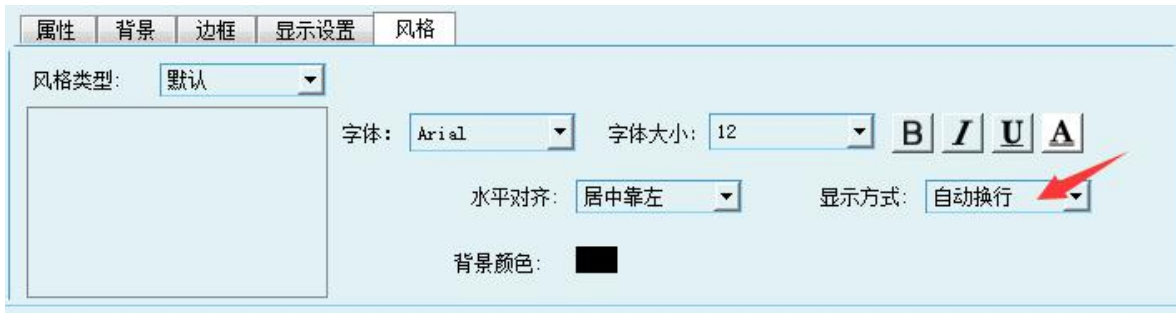 属性 背景 边框 显示设置 风格
风格类型: 默认
字体: Arial 字体大小: 12 B I U A
水平对齐: 居中靠左 显示方式: 自动换行
背景颜色: